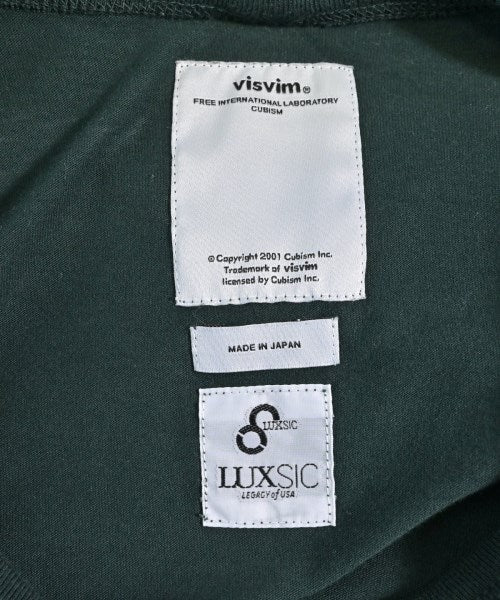 visvim®
FREE INTERNATIONAL LABORATORY
CUBISM
© Copyright 2001 Cubism Inc.
Trademark of visvim
licensed by Cubism Inc.
MADE IN JAPAN
LUXSIC
LUXSIC
LEGACY of USA